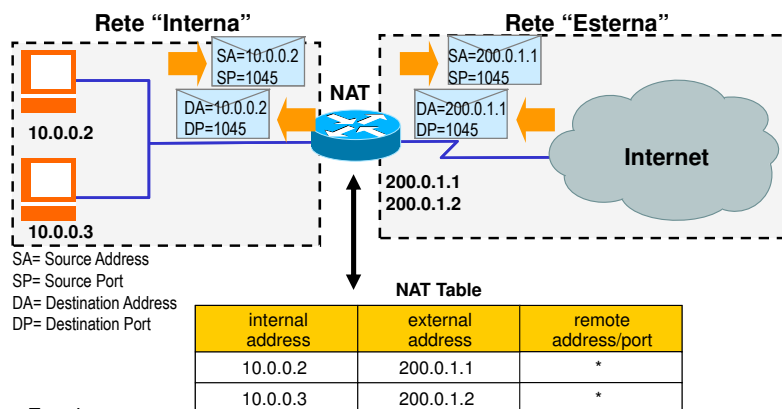 Rete “Interna”
Rete “Esterna”
SA=10.0.0.2
SP=1045
DA=10.0.0.2
DP=1045
NAT
SA=200.0.1.1
SP=1045
DA=200.0.1.1
DP=1045
10.0.0.2
10.0.0.3
Internet
200.0.1.1
200.0.1.2
SA= Source Address
SP= Source Port
DA= Destination Address
DP= Destination Port
NAT Table
internal address
external address
remote address/port
10.0.0.2 200.0.1.1 *
10.0.0.3 200.0.1.2 *